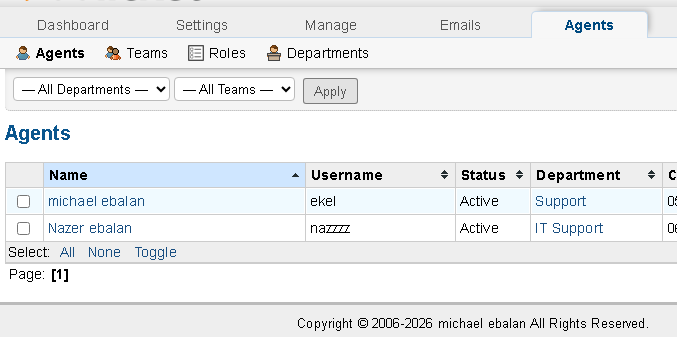 Dashboard Settings Manage Emails Agents
Agents Teams Roles Departments
— All Departments — — All Teams — Apply
Agents
Name Username Status Department
michael ebalan ekel Active Support
Nazer ebalan nazzzz Active IT Support
Select: All None Toggle
Page: [1]
Copyright © 2006-2026 michael ebalan All Rights Reserved.